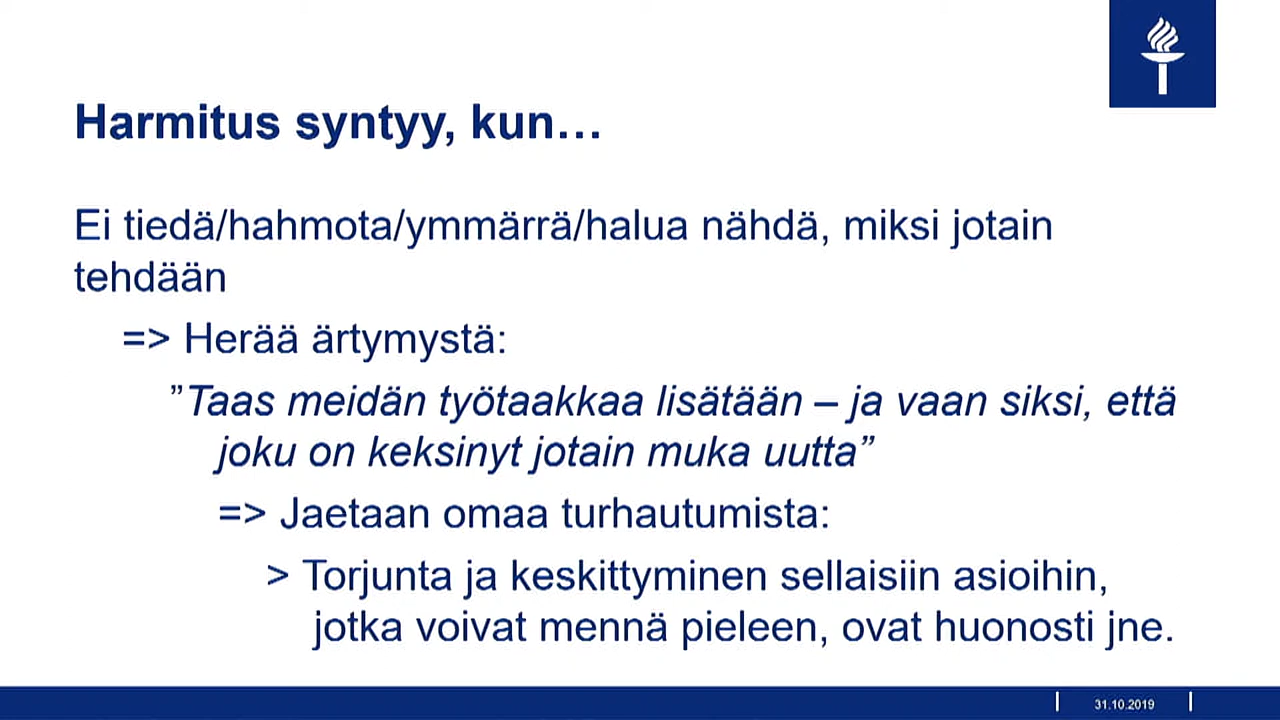 Harmitus syntyy, kun…
Ei tiedä/hahmota/ymmärrä/halua nähdä, miksi jotain
tehdään
=> Herää ärtymystä:
”Taas meidän työtaakkaa lisätään – ja vaan siksi, että
joku on keksinyt jotain muka uutta”
=> Jaetaan omaa turhautumista:
> Torjunta ja keskittyminen sellaisiin asioihin,
jotka voivat mennä pieleen, ovat huonosti jne.
31.10.2019